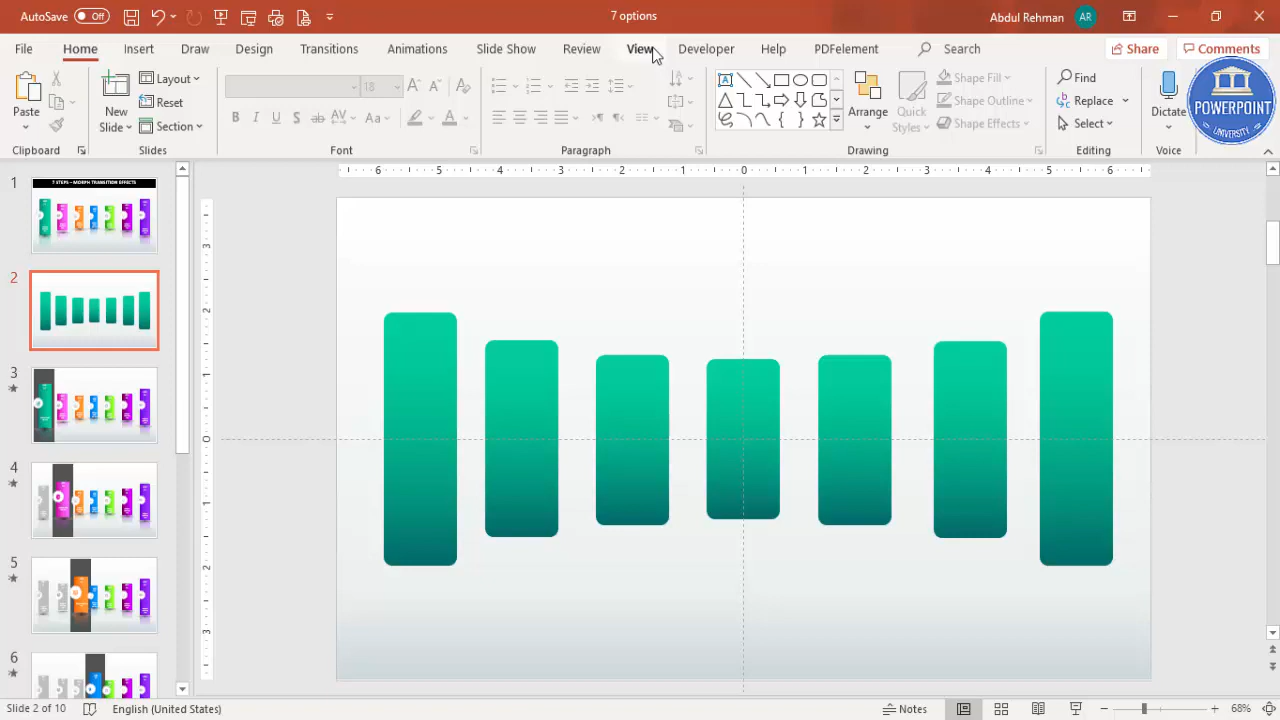 AutoSave Off 7 options Abdul Rehman AR
File Home Insert Draw Design Transitions Animations Slide Show Review View Developer Help PDFelement Search Share Comments
Paste New Slide Layout Reset Section 18 B I U S AV Aa A A A Arrange Quick Styles Shape Fill Shape Outline Shape Effects Find Replace Select Dictate POWERPOINT UNIVERSITY
Clipboard Slides Font Paragraph Drawing Editing Voice
6 5 4 3 2 1 0 1 2 3 4 5 6
3 2 1 0 1 2 3
1 7 STEPS – MORPH TRANSITION EFFECTS
2
3
4
5
6
Slide 2 of 10 English (United States) Notes 68%